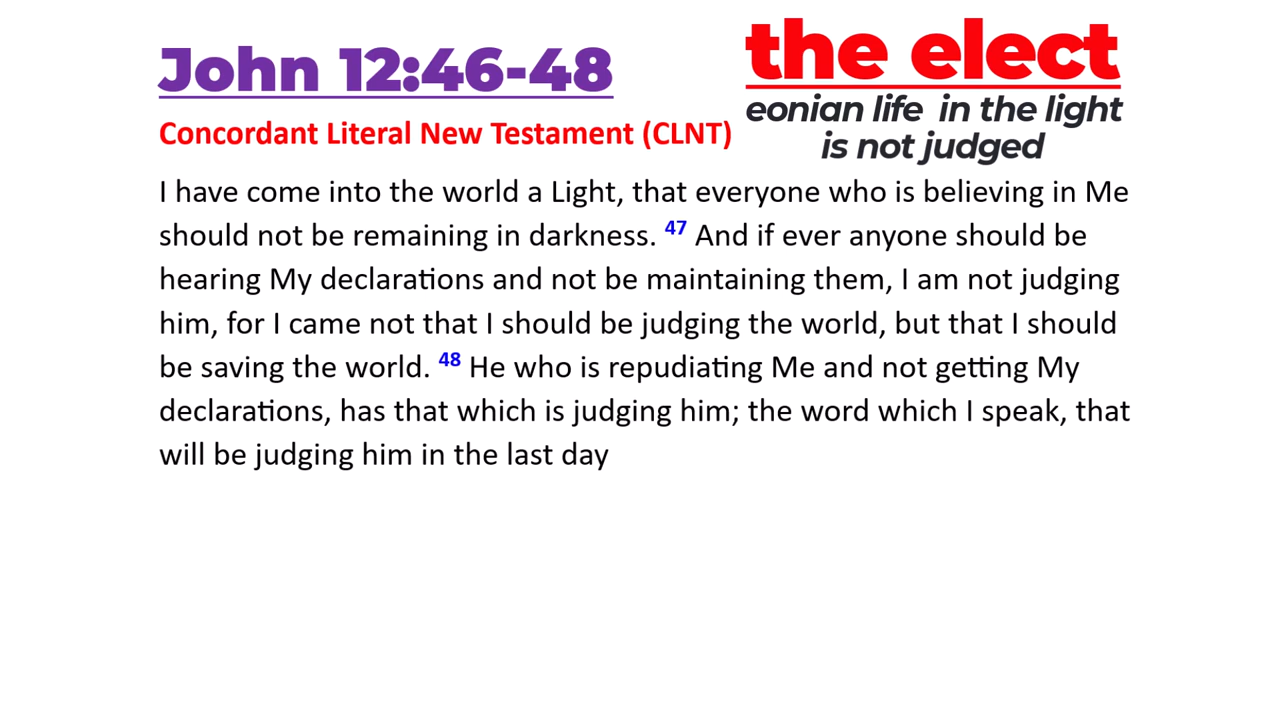 John 12:46-48
the elect
eonian life in the light
is not judged
Concordant Literal New Testament (CLNT)
I have come into the world a Light, that everyone who is believing in Me
should not be remaining in darkness. 47 And if ever anyone should be
hearing My declarations and not be maintaining them, I am not judging
him, for I came not that I should be judging the world, but that I should
be saving the world. 48 He who is repudiating Me and not getting My
declarations, has that which is judging him; the word which I speak, that
will be judging him in the last day